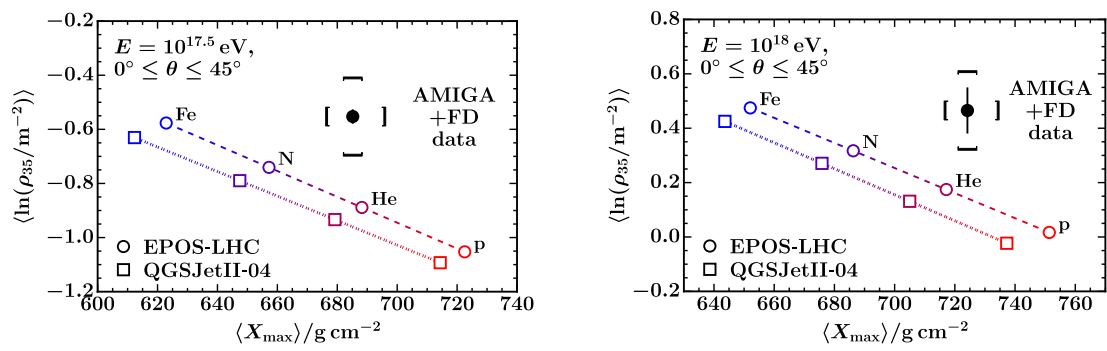 −0.2
−0.4
−0.6
−0.8
−1.0
−1.2
⟨ln(ρ₃₅/m⁻²)⟩
E = 10¹⁷·⁵ eV,
0° ≤ θ ≤ 45°
Fe
N
He
p
AMIGA
+FD
data
EPOS-LHC
QGSJetII-04
600 620 640 660 680 700 720 740
⟨Xmax⟩/g cm⁻²
0.8
0.6
0.4
0.2
0.0
−0.2
⟨ln(ρ₃₅/m⁻²)⟩
E = 10¹⁸ eV,
0° ≤ θ ≤ 45°
Fe
N
He
p
AMIGA
+FD
data
EPOS-LHC
QGSJetII-04
640 660 680 700 720 740 760
⟨Xmax⟩/g cm⁻²